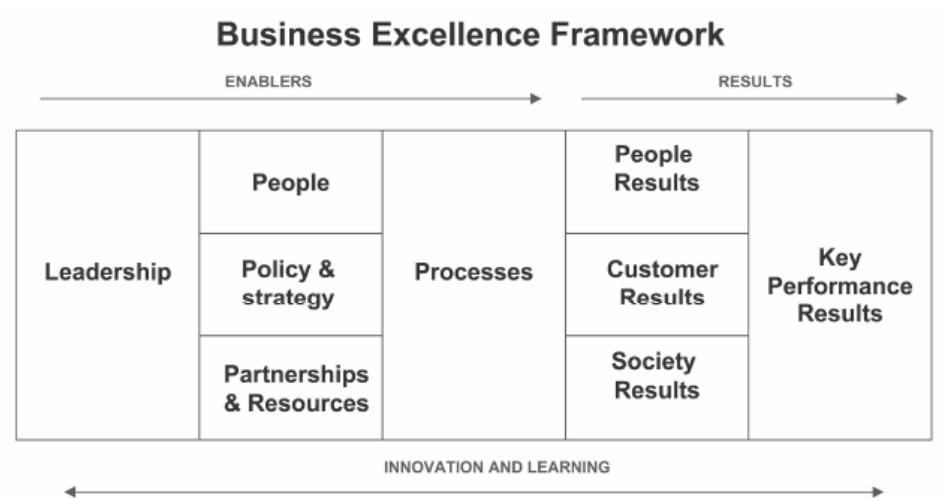 Business Excellence Framework
ENABLERS
RESULTS
Leadership
People
Policy &
strategy
Partnerships
& Resources
Processes
People
Results
Customer
Results
Society
Results
Key
Performance
Results
INNOVATION AND LEARNING